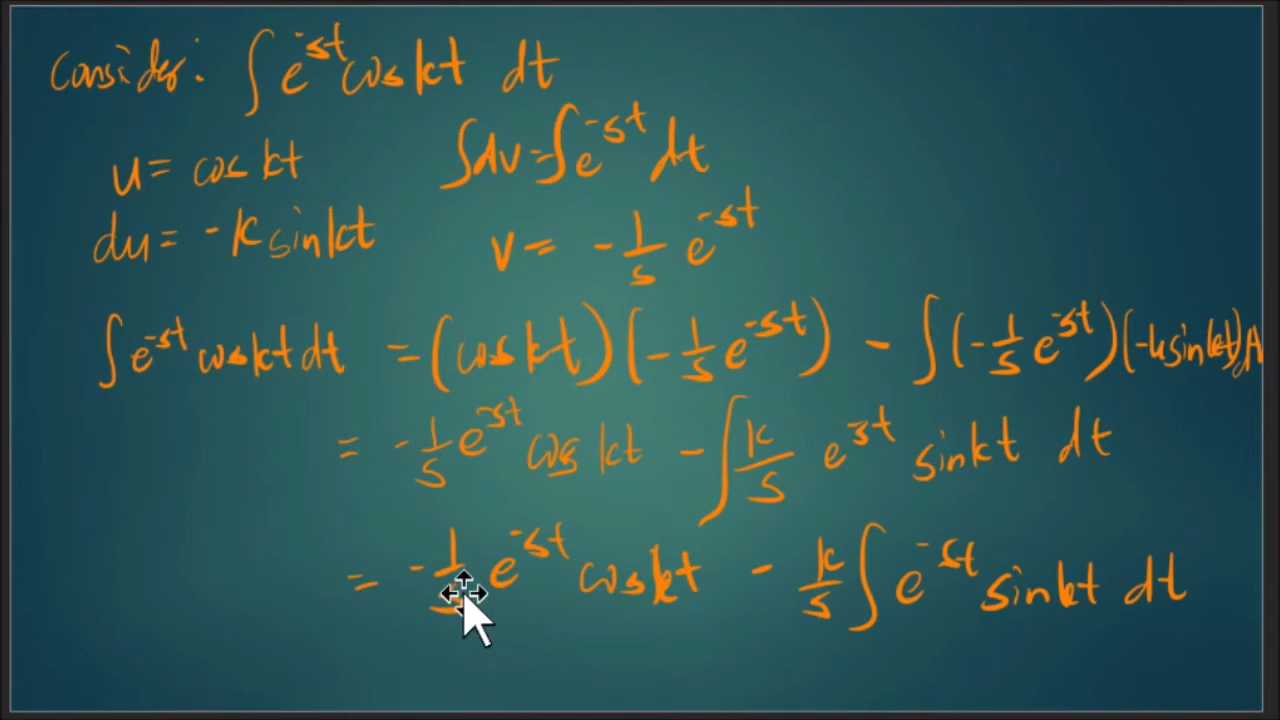 Consider: ∫ e^{-st} cos kt dt
u = cos kt ∫dv = ∫e^{-st} dt
du = -k sin kt v = -1/s e^{-st}
∫ e^{-st} cos kt dt = (cos kt)(-1/s e^{-st}) - ∫(-1/s e^{-st})(-k sin(kt))
= -1/s e^{-st} cos kt - ∫ k/s e^{-st} sin kt dt
= -1/s e^{-st} cos kt - k/s ∫ e^{-st} sin kt dt